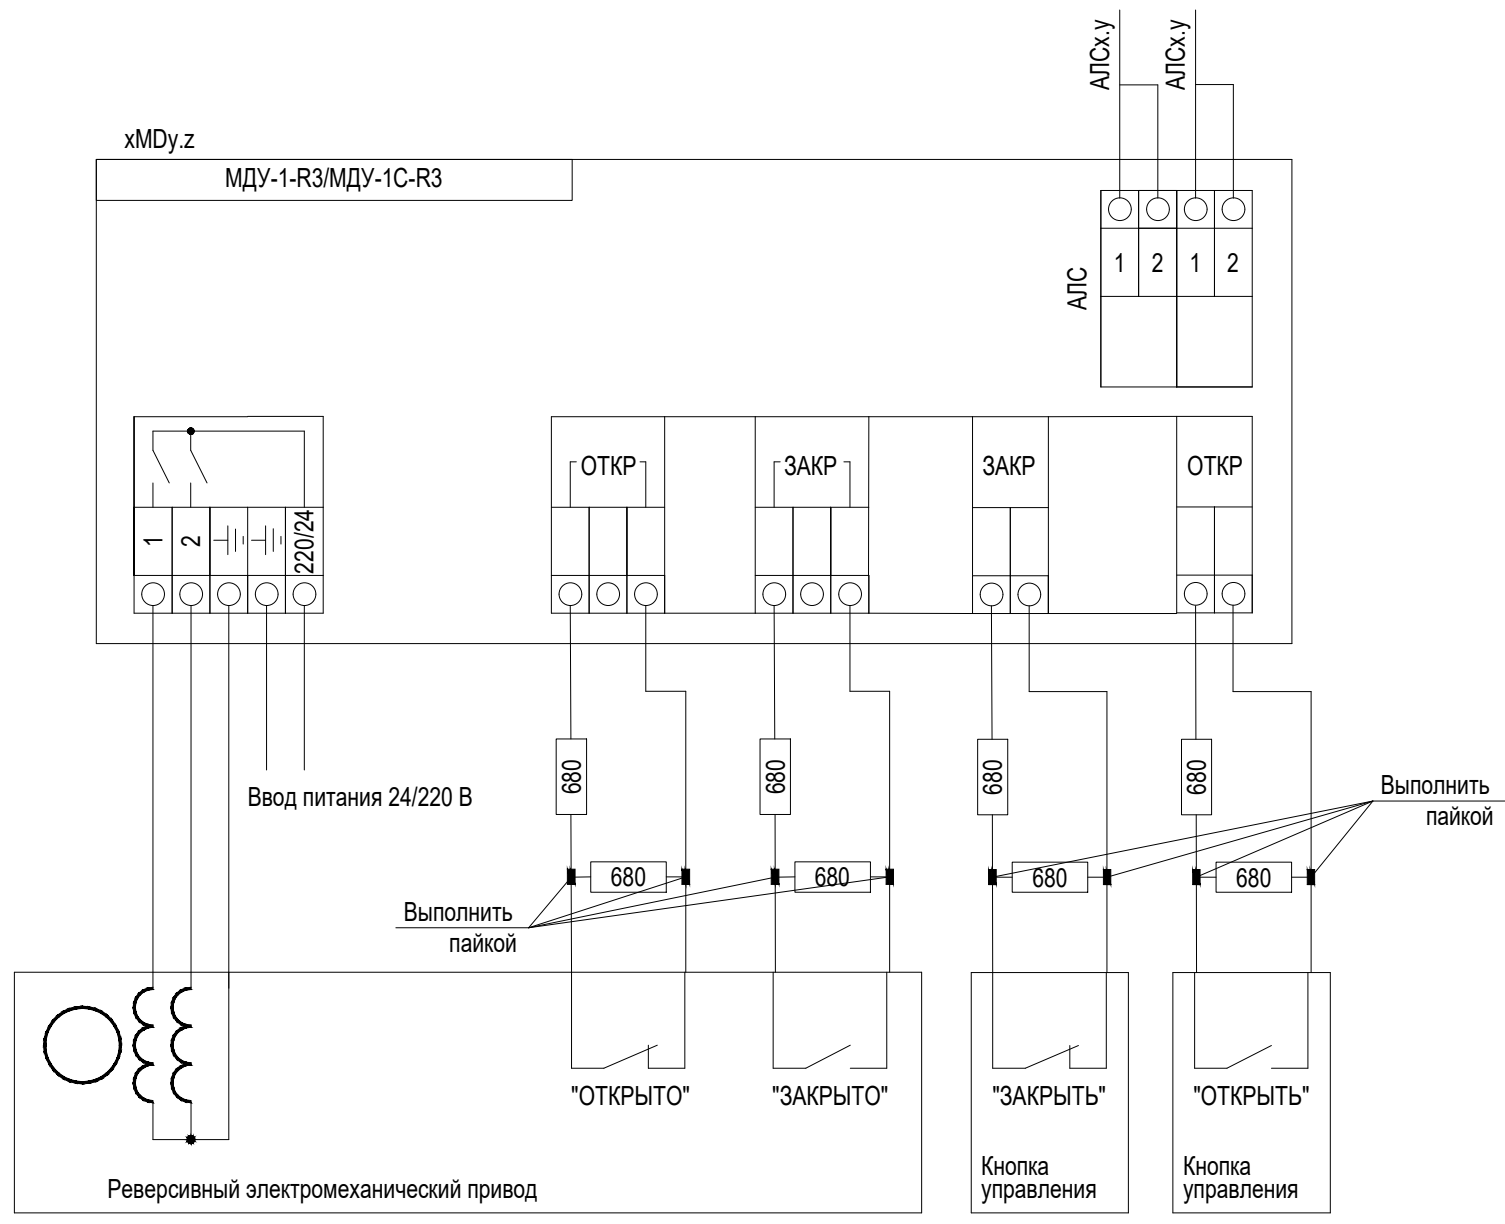 АЛСх.у
АЛСх.у
xMDy.z
МДУ-1-R3/МДУ-1С-R3
АЛС
1
2
1
2
ОТКР
ЗАКР
ЗАКР
ОТКР
1
2
220/24
Ввод питания 24/220 В
680
680
680
680
Выполнить
пайкой
680
680
680
680
Выполнить
пайкой
"ОТКРЫТО"
"ЗАКРЫТО"
"ЗАКРЫТЬ"
"ОТКРЫТЬ"
Реверсивный электромеханический привод
Кнопка
управления
Кнопка
управления